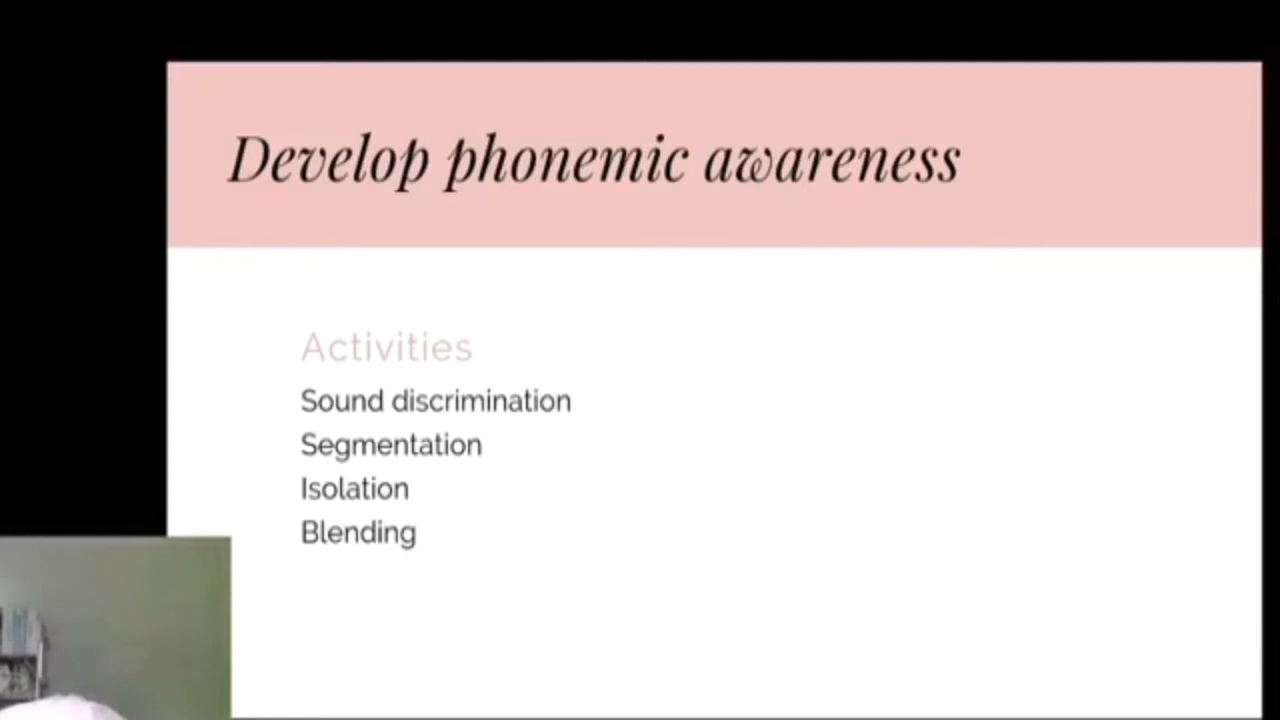 Develop phonemic awareness
Activities
Sound discrimination
Segmentation
Isolation
Blending